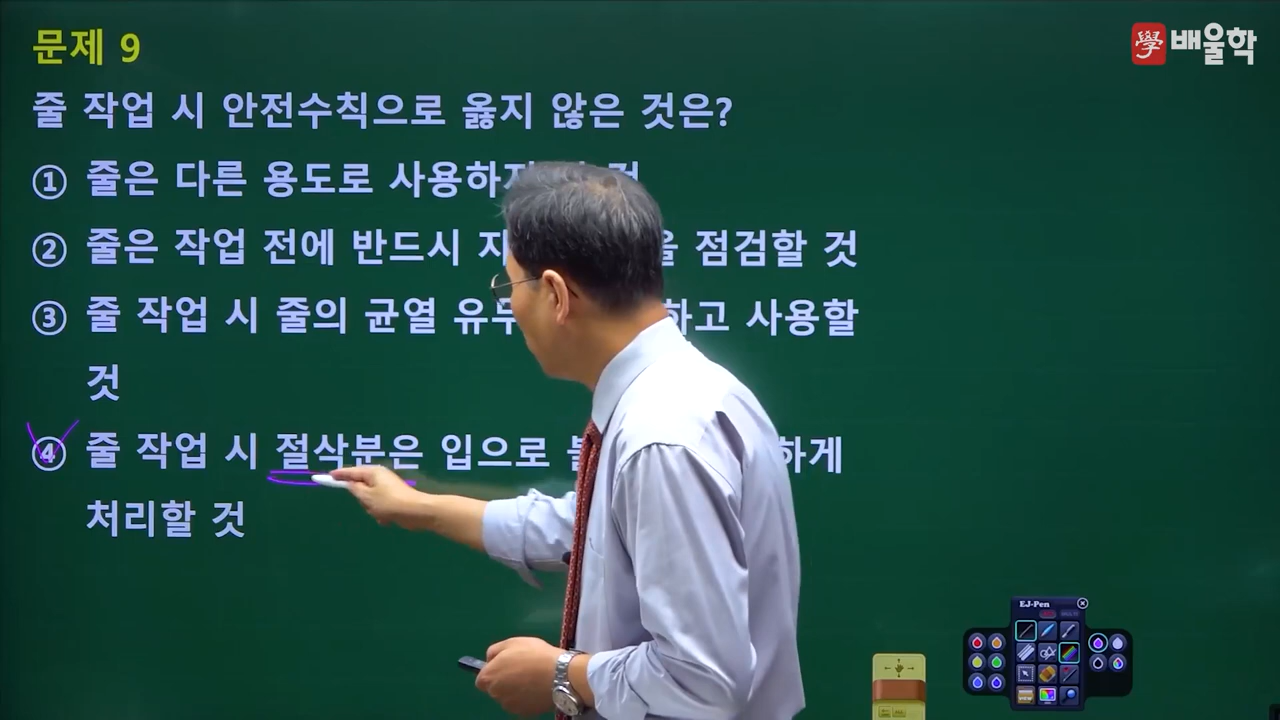 문제 9
學 배울학
줄 작업 시 안전수칙으로 옳지 않은 것은?
① 줄은 다른 용도로 사용하지 것
② 줄은 작업 전에 반드시 점검할 것
③ 줄 작업 시 줄의 균열 유무 하고 사용할
것
④ 줄 작업 시 절삭분은 입으로 하게
처리할 것
EJ-Pen